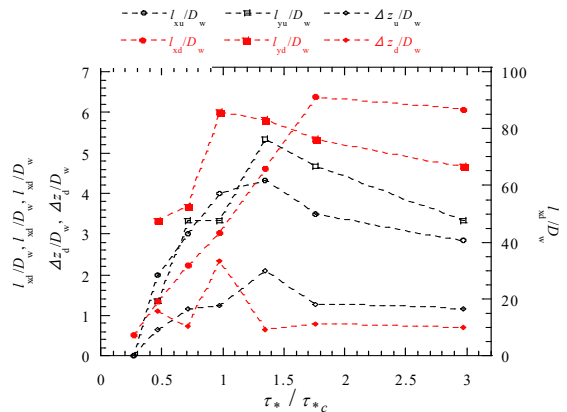 l_xu/D_w l_yu/D_w Δz_u/D_w
l_xd/D_w l_yd/D_w Δz_d/D_w
7 100
6
80
5
4 60
3 40
2
20
1
0 0
0 0.5 1 1.5 2 2.5 3
τ_* / τ_*c
l_xd/D_w, l_xd/D_w, l_xd/D_w
Δz_d/D_w, Δz_d/D_w
l_xd/D_w